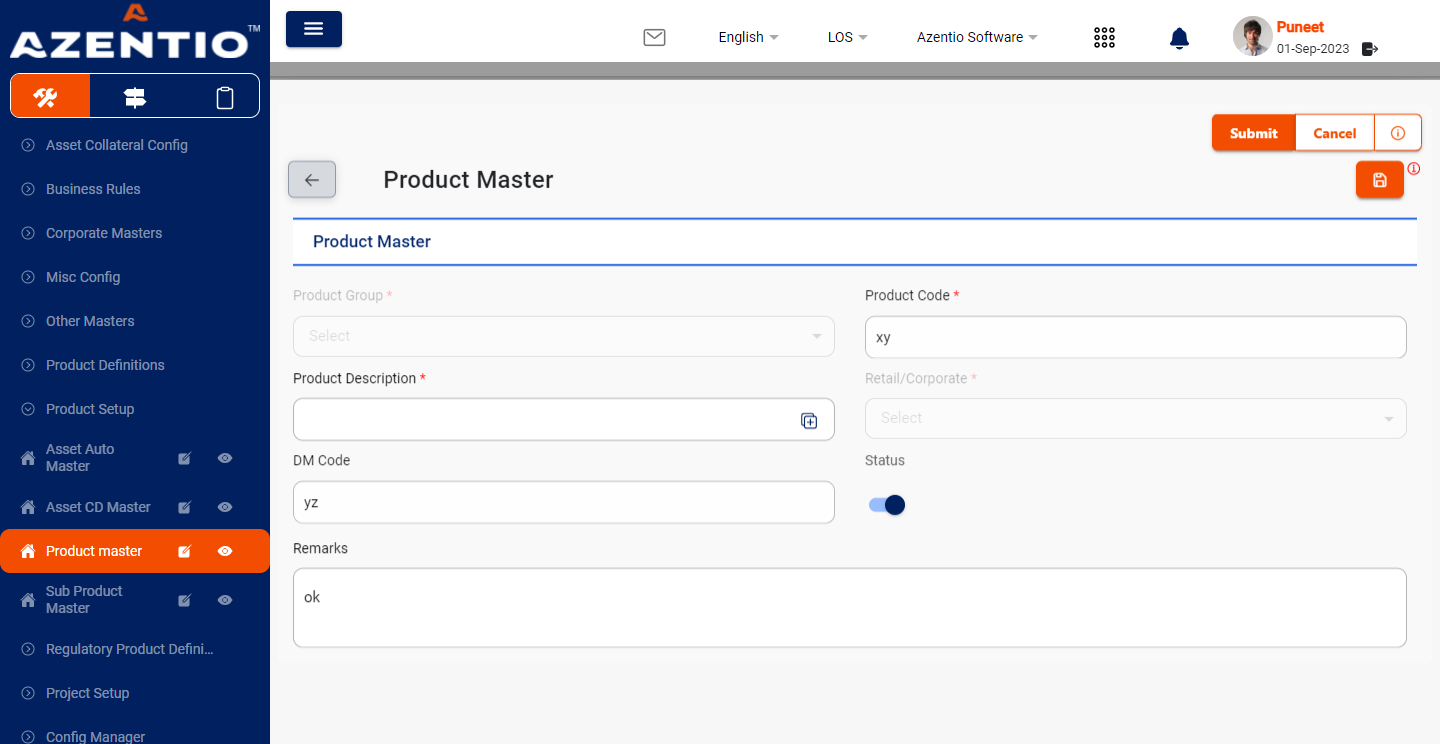 AZENTIO™
English
LOS
Azentio Software
Puneet
01-Sep-2023
Asset Collateral Config
Business Rules
Corporate Masters
Misc Config
Other Masters
Product Definitions
Product Setup
Asset Auto
Master
Asset CD Master
Product master
Sub Product
Master
Regulatory Product Defini...
Project Setup
Config Manager
Submit
Cancel
Product Master
Product Master
Product Group *
Select
Product Code *
xy
Product Description *
Retail/Corporate *
Select
DM Code
yz
Status
Remarks
ok